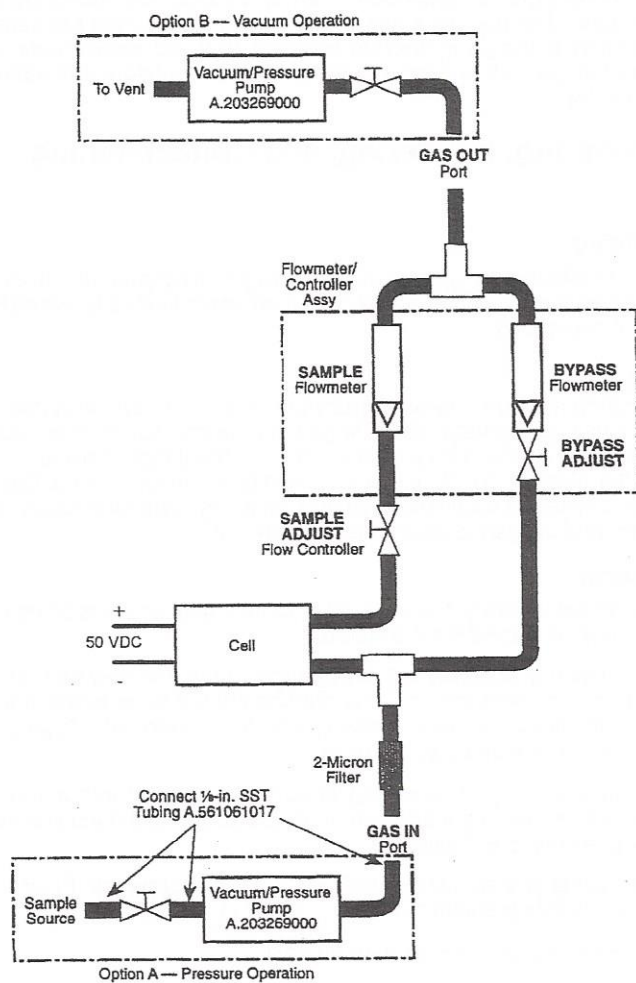 Option B — Vacuum Operation
To Vent
Vacuum/Pressure
Pump
A.203269000
GAS OUT
Port
Flowmeter/
Controller
Assy
SAMPLE
Flowmeter
BYPASS
Flowmeter
BYPASS
ADJUST
SAMPLE
ADJUST
Flow Controller
+
50 VDC
-
Cell
2-Micron
Filter
Connect ⅛-in. SST
Tubing A.561061017
GAS IN
Port
Sample
Source
Vacuum/Pressure
Pump
A.203269000
Option A — Pressure Operation